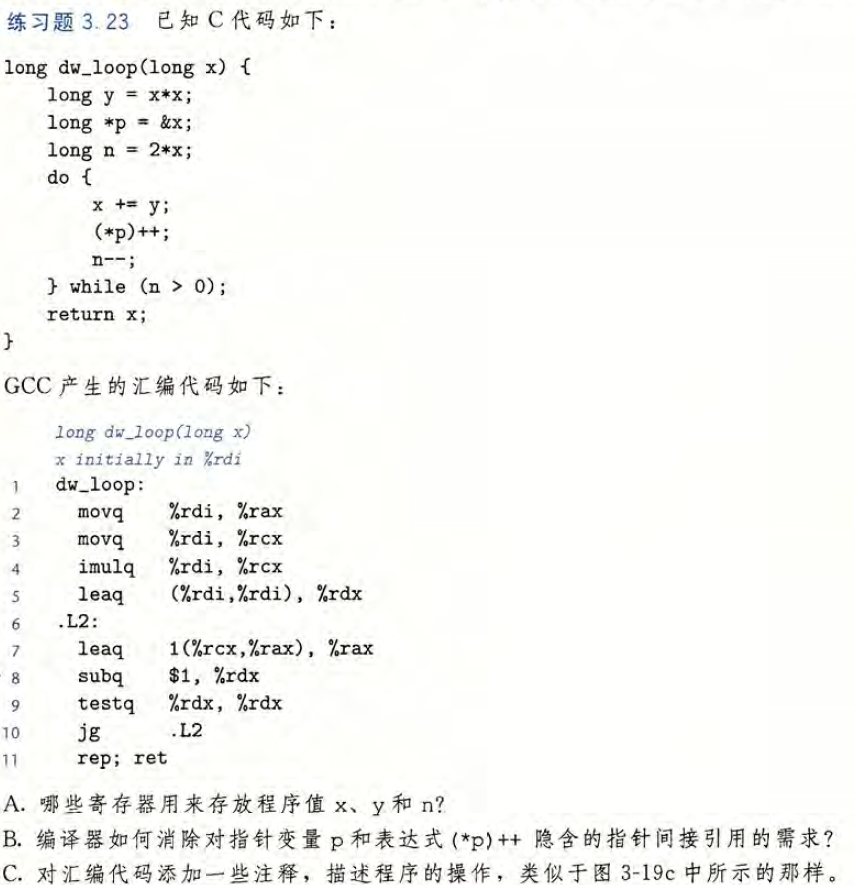 练习题 3.23 已知 C 代码如下：
long dw_loop(long x) {
    long y = x*x;
    long *p = &x;
    long n = 2*x;
    do {
        x += y;
        (*p)++;
        n--;
    } while (n > 0);
    return x;
}
GCC 产生的汇编代码如下：
long dw_loop(long x)
x initially in %rdi
1 dw_loop:
2 movq %rdi, %rax
3 movq %rdi, %rcx
4 imulq %rdi, %rcx
5 leaq (%rdi,%rdi), %rdx
6 .L2:
7 leaq 1(%rcx,%rax), %rax
8 subq $1, %rdx
9 testq %rdx, %rdx
10 jg .L2
11 rep; ret
A. 哪些寄存器用来存放程序值 x、y 和 n?
B. 编译器如何消除对指针变量 p 和表达式 (*p)++ 隐含的指针间接引用的需求?
C. 对汇编代码添加一些注释，描述程序的操作，类似于图 3-19c 中所示的那样。